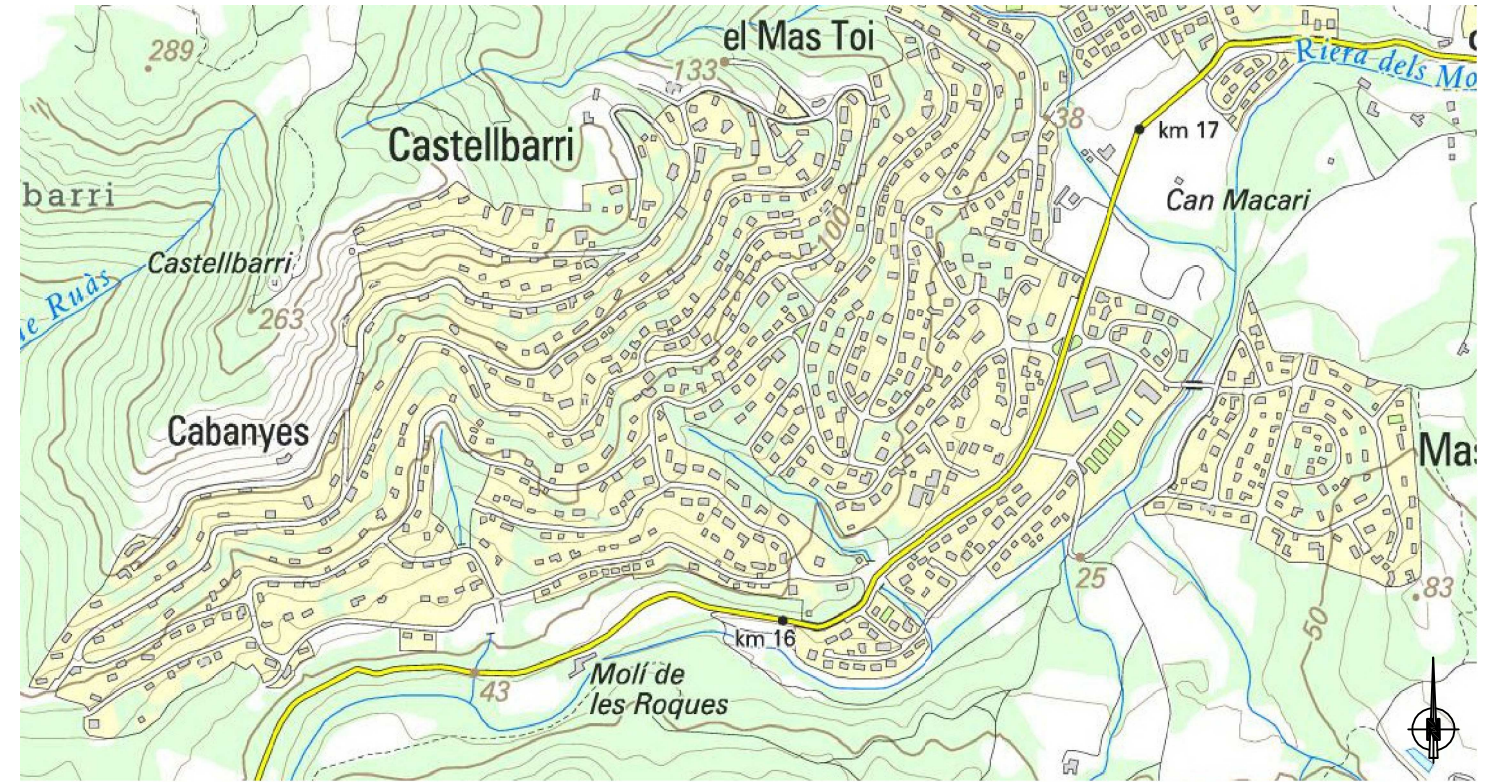 el Mas Toi
289
133
Riera dels Mo
38
km 17
Castellbarri
barri
Can Macari
100
Castellbarri
e Ruàs
263
Cabanyes
Mas
25
83
50
km 16
43
Molí de
les Roques
N